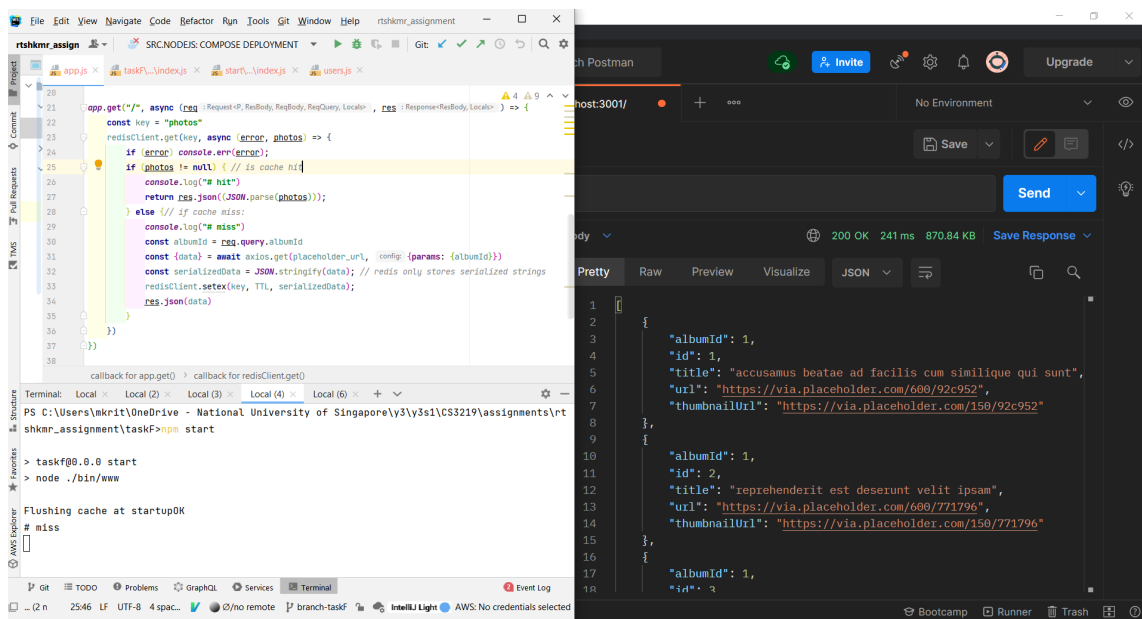 File Edit View Navigate Code Refactor Run Tools Git Window Help rtshkmr_assignment
rtshkmr_assign SRC.NODEJS: COMPOSE DEPLOYMENT Git:
app.js taskF\...\index.js start\...\index.js users.js
20
4 9
21 app.get("/", async (req : Request<P, ResBody, ReqBody, ReqQuery, Locals> , res : Response<ResBody, Locals> ) => {
22 const key = "photos"
23 redisClient.get(key, async (error, photos) => {
24 if (error) console.err(error);
25 if (photos != null) { // is cache hit
26 console.log("# hit")
27 return res.json((JSON.parse(photos)));
28 } else {// if cache miss:
29 console.log("# miss")
30 const albumId = req.query.albumId
31 const {data} = await axios.get(placeholder_url, config: {params: {albumId}})
32 const serializedData = JSON.stringify(data); // redis only stores serialized strings
33 redisClient.setex(key, TTL, serializedData);
34 res.json(data)
35 }
36 })
37 })
38
callback for app.get() > callback for redisClient.get()
Terminal: Local Local (2) Local (3) Local (4) Local (6)
PS C:\Users\mkrit\OneDrive - National University of Singapore\y3\y3s1\CS3219\assignments\rt
shkmr_assignment\taskF>npm start
> taskf@0.0.0 start
> node ./bin/www
Flushing cache at startupOK
# miss
Git TODO Problems GraphQL Services Terminal 2 Event Log
... (2 n 25:46 LF UTF-8 4 spac... Ø/no remote branch-taskF IntelliJ Light AWS: No credentials selected
Project
Commit
Pull Requests
TMS
Structure
Favorites
AWS Explorer
ch Postman Invite Upgrade
host:3001/ No Environment
Save
Send
ody 200 OK 241 ms 870.84 KB Save Response
Pretty Raw Preview Visualize JSON
1 [
2 {
3 "albumId": 1,
4 "id": 1,
5 "title": "accusamus beatae ad facilis cum similique qui sunt",
6 "url": "https://via.placeholder.com/600/92c952",
7 "thumbnailUrl": "https://via.placeholder.com/150/92c952"
8 },
9 {
10 "albumId": 1,
11 "id": 2,
12 "title": "reprehenderit est deserunt velit ipsam",
13 "url": "https://via.placeholder.com/600/771796",
14 "thumbnailUrl": "https://via.placeholder.com/150/771796"
15 },
16 {
17 "albumId": 1,
18 "id": 3,
Bootcamp Runner Trash